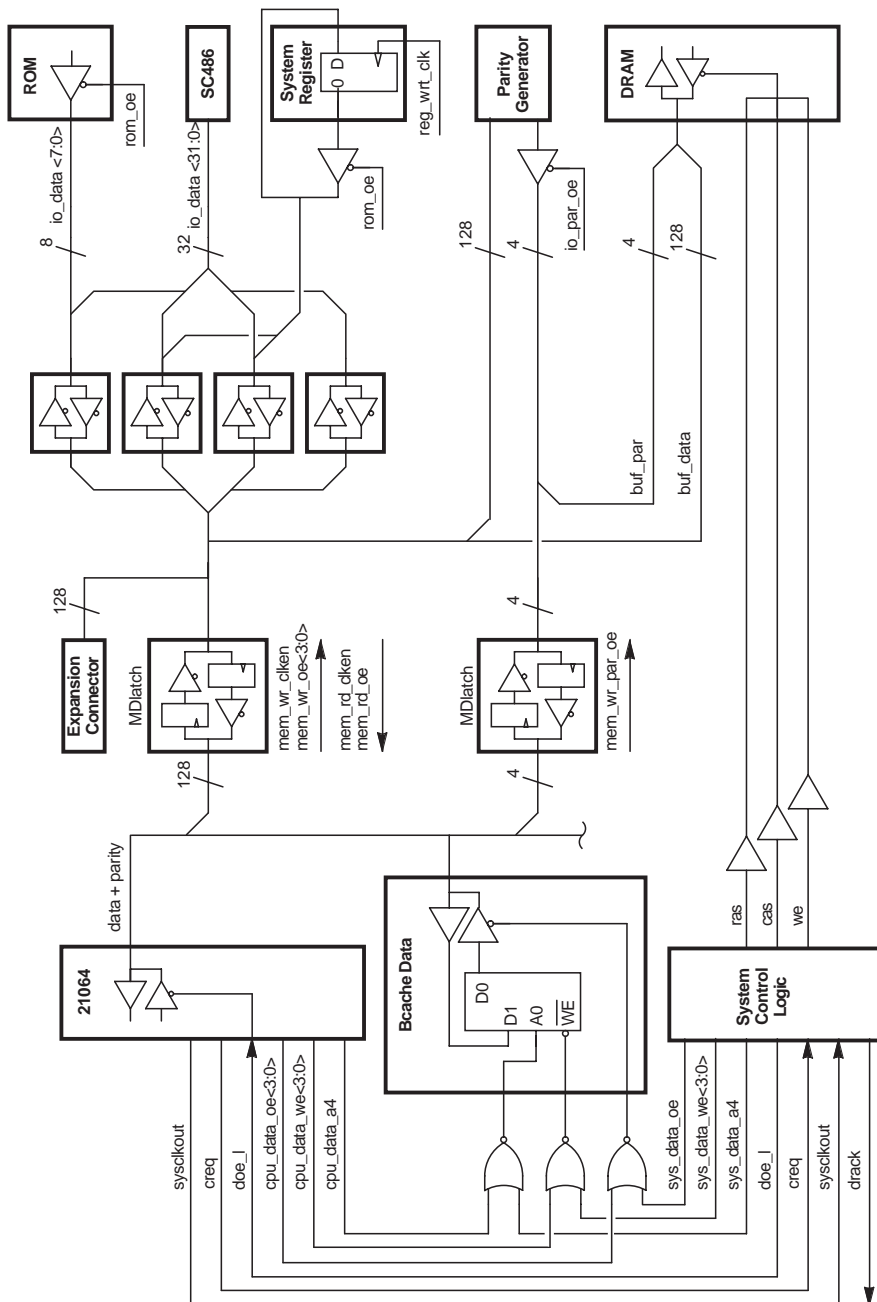 ROM
rom_oe
io_data <7:0>
8
SC486
io_data <31:0>
32
System
Register
0 D
reg_wrt_clk
rom_oe
Parity
Generator
128
4
io_par_oe
DRAM
4
128
buf_par
buf_data
Expansion
Connector
128
MDlatch
mem_wr_clken
mem_wr_oe<3:0>
mem_rd_dken
mem_rd_oe
128
MDlatch
4
mem_wr_par_oe
4
data + parity
21064
Bcache Data
D0
D1
A0
WE
ras
cas
we
System
Control
Logic
sysclkout
creq
doe_l
cpu_data_oe<3:0>
cpu_data_we<3:0>
cpu_data_a4
sys_data_oe
sys_data_we<3:0>
sys_data_a4
doe_l
creq
sysclkout
drack